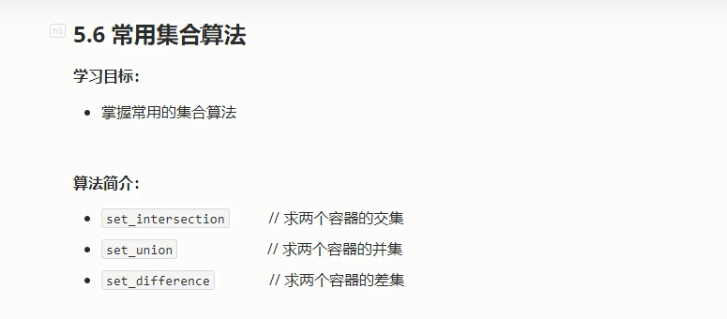 H3
5.6 常用集合算法
学习目标：
掌握常用的集合算法
算法简介：
set_intersection // 求两个容器的交集
set_union // 求两个容器的并集
set_difference // 求两个容器的差集